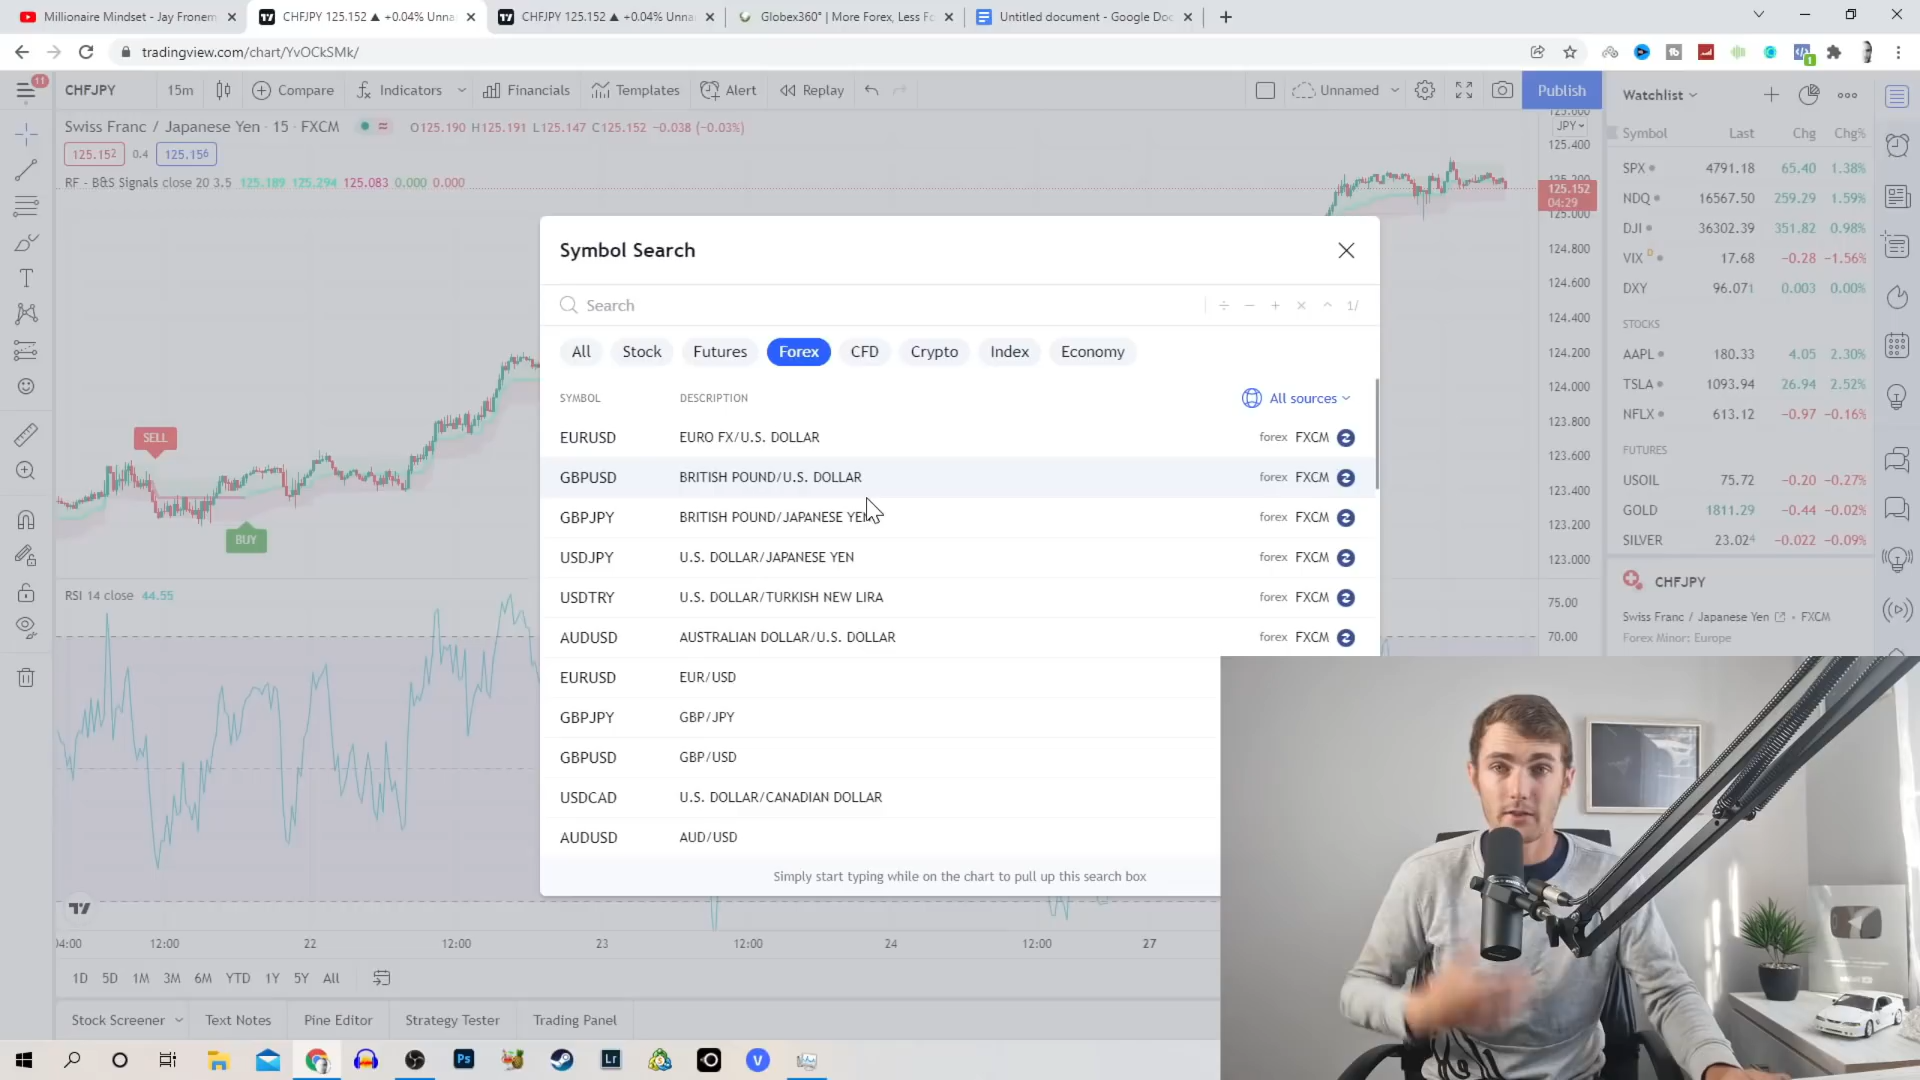 Millionaire Mindset - Jay Fronem
CHFJPY 125.152 ▲ +0.04% Unna
CHFJPY 125.152 ▲ +0.04% Unna
Globex360° | More Forex, Less Fo
Untitled document - Google Doc
tradingview.com/chart/YvOCkSMk/
11
CHFJPY
15m
Compare
Indicators
Financials
Templates
Alert
Replay
Unnamed
Publish
Swiss Franc / Japanese Yen · 15 · FXCM
O125.190 H125.191 L125.147 C125.152 −0.038 (−0.03%)
125.152
0.4
125.156
RF - B&S Signals close 20 3.5 125.189 125.294 125.083 0.000 0.000
SELL
BUY
RSI 14 close 44.55
Symbol Search
Search
1/
All
Stock
Futures
Forex
CFD
Crypto
Index
Economy
SYMBOL
DESCRIPTION
All sources
EURUSD EURO FX/U.S. DOLLAR forex FXCM
GBPUSD BRITISH POUND/U.S. DOLLAR forex FXCM
GBPJPY BRITISH POUND/JAPANESE YEN forex FXCM
USDJPY U.S. DOLLAR/JAPANESE YEN forex FXCM
USDTRY U.S. DOLLAR/TURKISH NEW LIRA forex FXCM
AUDUSD AUSTRALIAN DOLLAR/U.S. DOLLAR forex FXCM
EURUSD EUR/USD
GBPJPY GBP/JPY
GBPUSD GBP/USD
USDCAD U.S. DOLLAR/CANADIAN DOLLAR
AUDUSD AUD/USD
Simply start typing while on the chart to pull up this search box
JPY
125.400
125.152
04:29
125.000
124.800
124.600
124.400
124.200
124.000
123.800
123.600
123.400
123.200
123.000
75.00
70.00
Watchlist
Symbol Last Chg Chg%
SPX 4791.18 65.40 1.38%
NDQ 16567.50 259.29 1.59%
DJI 36302.39 351.82 0.98%
VIX D 17.68 −0.28 −1.56%
DXY 96.071 0.003 0.00%
STOCKS
AAPL 180.33 4.05 2.30%
TSLA 1093.94 26.94 2.52%
NFLX 613.12 −0.97 −0.16%
FUTURES
USOIL 75.72 −0.20 −0.27%
GOLD 1811.29 −0.44 −0.02%
SILVER 23.024 −0.022 −0.09%
CHFJPY
Swiss Franc / Japanese Yen • FXCM
Forex Minor: Europe
04:00 12:00 22 12:00 23 12:00 24 12:00 27
1D 5D 1M 3M 6M YTD 1Y 5Y All
Stock Screener
Text Notes
Pine Editor
Strategy Tester
Trading Panel
Ps
Lr
V